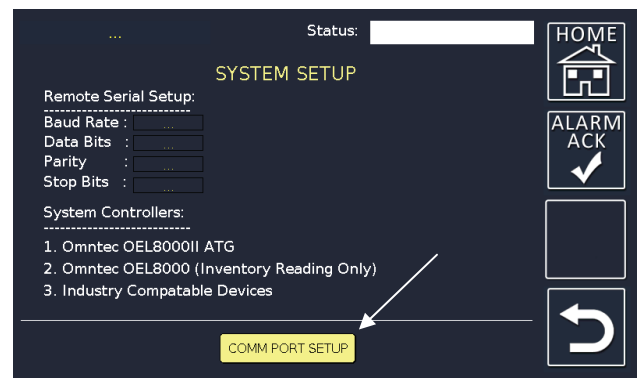 ...
Status:
HOME
SYSTEM SETUP
Remote Serial Setup:
---------------------------
Baud Rate : ...
Data Bits : ...
Parity : ...
Stop Bits : ...
ALARM
ACK
System Controllers:
---------------------------
1. Omntec OEL8000II ATG
2. Omntec OEL8000 (Inventory Reading Only)
3. Industry Compatable Devices
COMM PORT SETUP